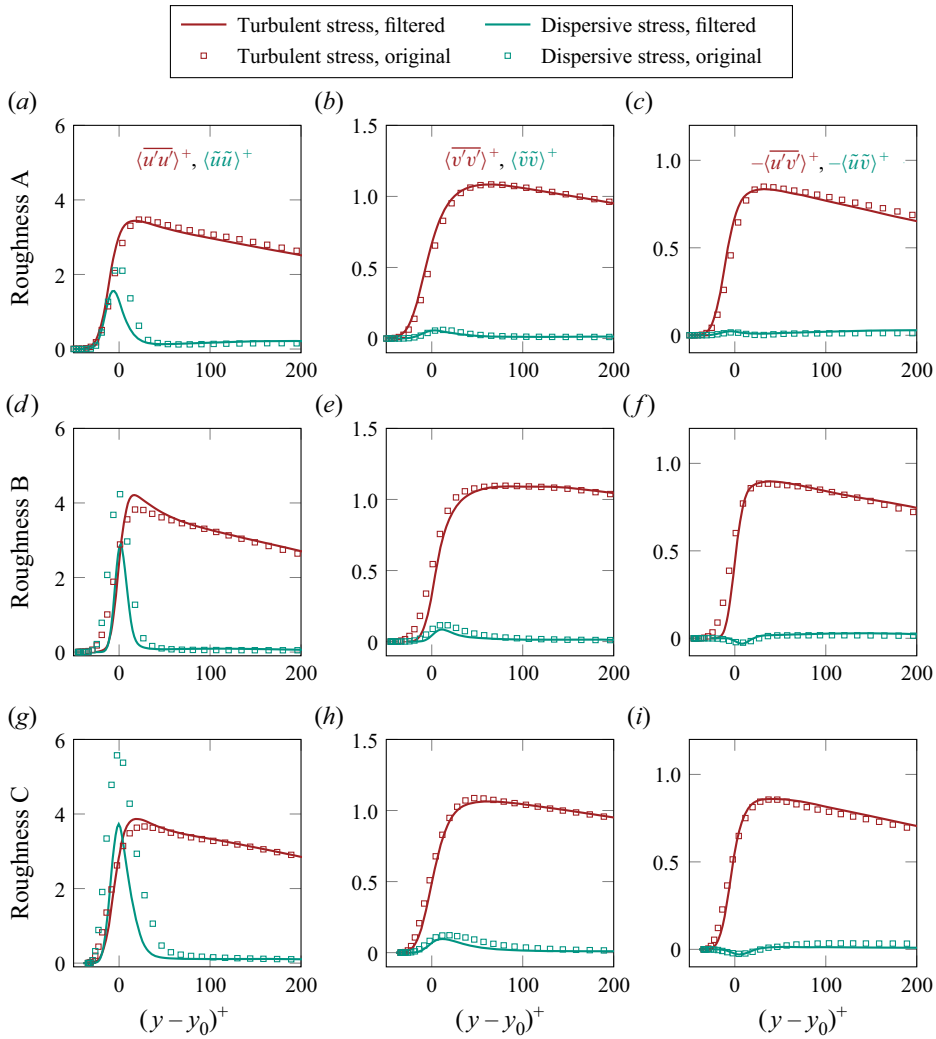 Turbulent stress, filtered Dispersive stress, filtered
Turbulent stress, original Dispersive stress, original
(a) (b) (c)
6 1.5
⟨u′u′⟩⁺, ⟨ũũ⟩⁺ ⟨v′v′⟩⁺, ⟨ṽṽ⟩⁺ −⟨u′v′⟩⁺, −⟨ũṽ⟩⁺
1.0
4 1.0
Roughness A
0.5
2 0.5
0 0 0
0 100 200 0 100 200 0 100 200
(d) (e) (f)
6 1.5
1.0
4 1.0
Roughness B
0.5
2 0.5
0 0 0
0 100 200 0 100 200 0 100 200
(g) (h) (i)
6 1.5
1.0
4 1.0
Roughness C
0.5
2 0.5
0 0 0
0 100 200 0 100 200 0 100 200
(y − y₀)⁺ (y − y₀)⁺ (y − y₀)⁺